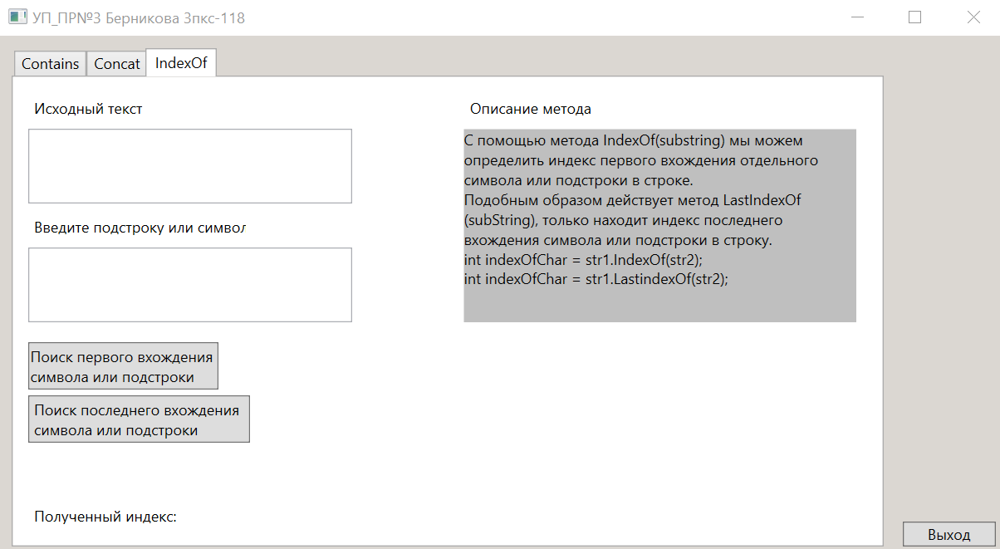 УП_ПР№3 Берникова 3пкс-118
Contains
Concat
IndexOf
Исходный текст
Введите подстроку или символ
Поиск первого вхождения
символа или подстроки
Поиск последнего вхождения
символа или подстроки
Полученный индекс:
Описание метода
С помощью метода IndexOf(substring) мы можем
определить индекс первого вхождения отдельного
символа или подстроки в строке.
Подобным образом действует метод LastIndexOf
(subString), только находит индекс последнего
вхождения символа или подстроки в строку.
int indexOfChar = str1.IndexOf(str2);
int indexOfChar = str1.LastindexOf(str2);
Выход